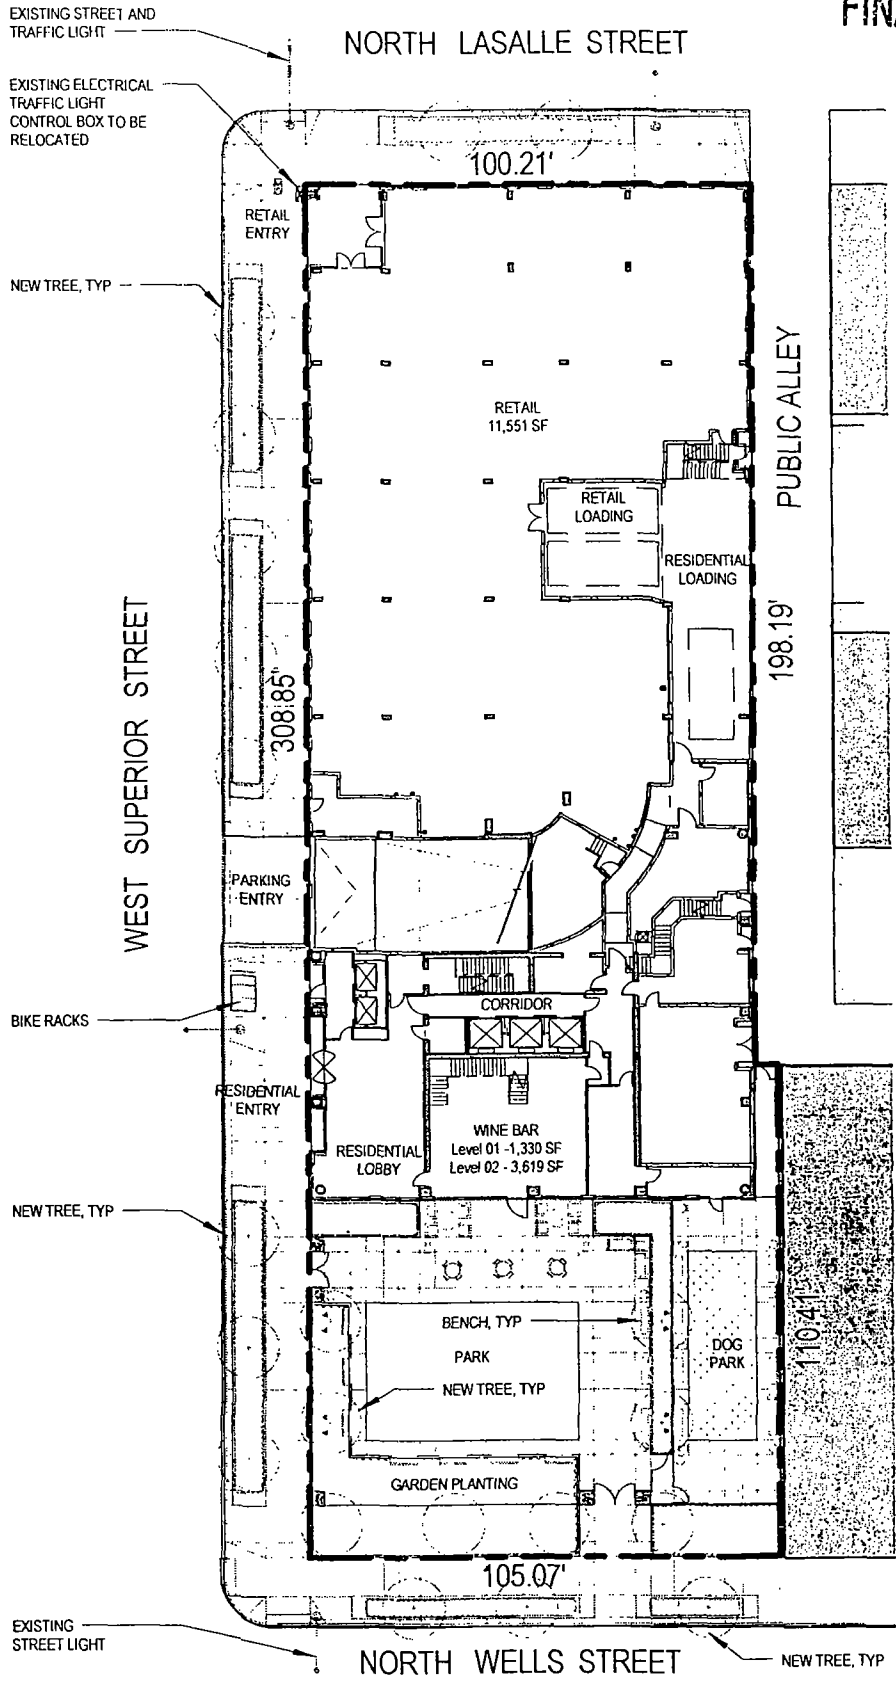 FINA
EXISTING STREET AND
TRAFFIC LIGHT
NORTH LASALLE STREET
EXISTING ELECTRICAL
TRAFFIC LIGHT
CONTROL BOX TO BE
RELOCATED
100.21'
RETAIL
ENTRY
NEW TREE, TYP
RETAIL
11,551 SF
PUBLIC ALLEY
RETAIL
LOADING
RESIDENTIAL
LOADING
198.19'
WEST SUPERIOR STREET
308.85'
PARKING
ENTRY
BIKE RACKS
CORRIDOR
RESIDENTIAL
ENTRY
WINE BAR
Level 01 -1,330 SF
Level 02 - 3,619 SF
RESIDENTIAL
LOBBY
NEW TREE, TYP
BENCH, TYP
PARK
NEW TREE, TYP
DOG
PARK
110.41'
GARDEN PLANTING
105.07'
EXISTING
STREET LIGHT
NORTH WELLS STREET
NEW TREE, TYP